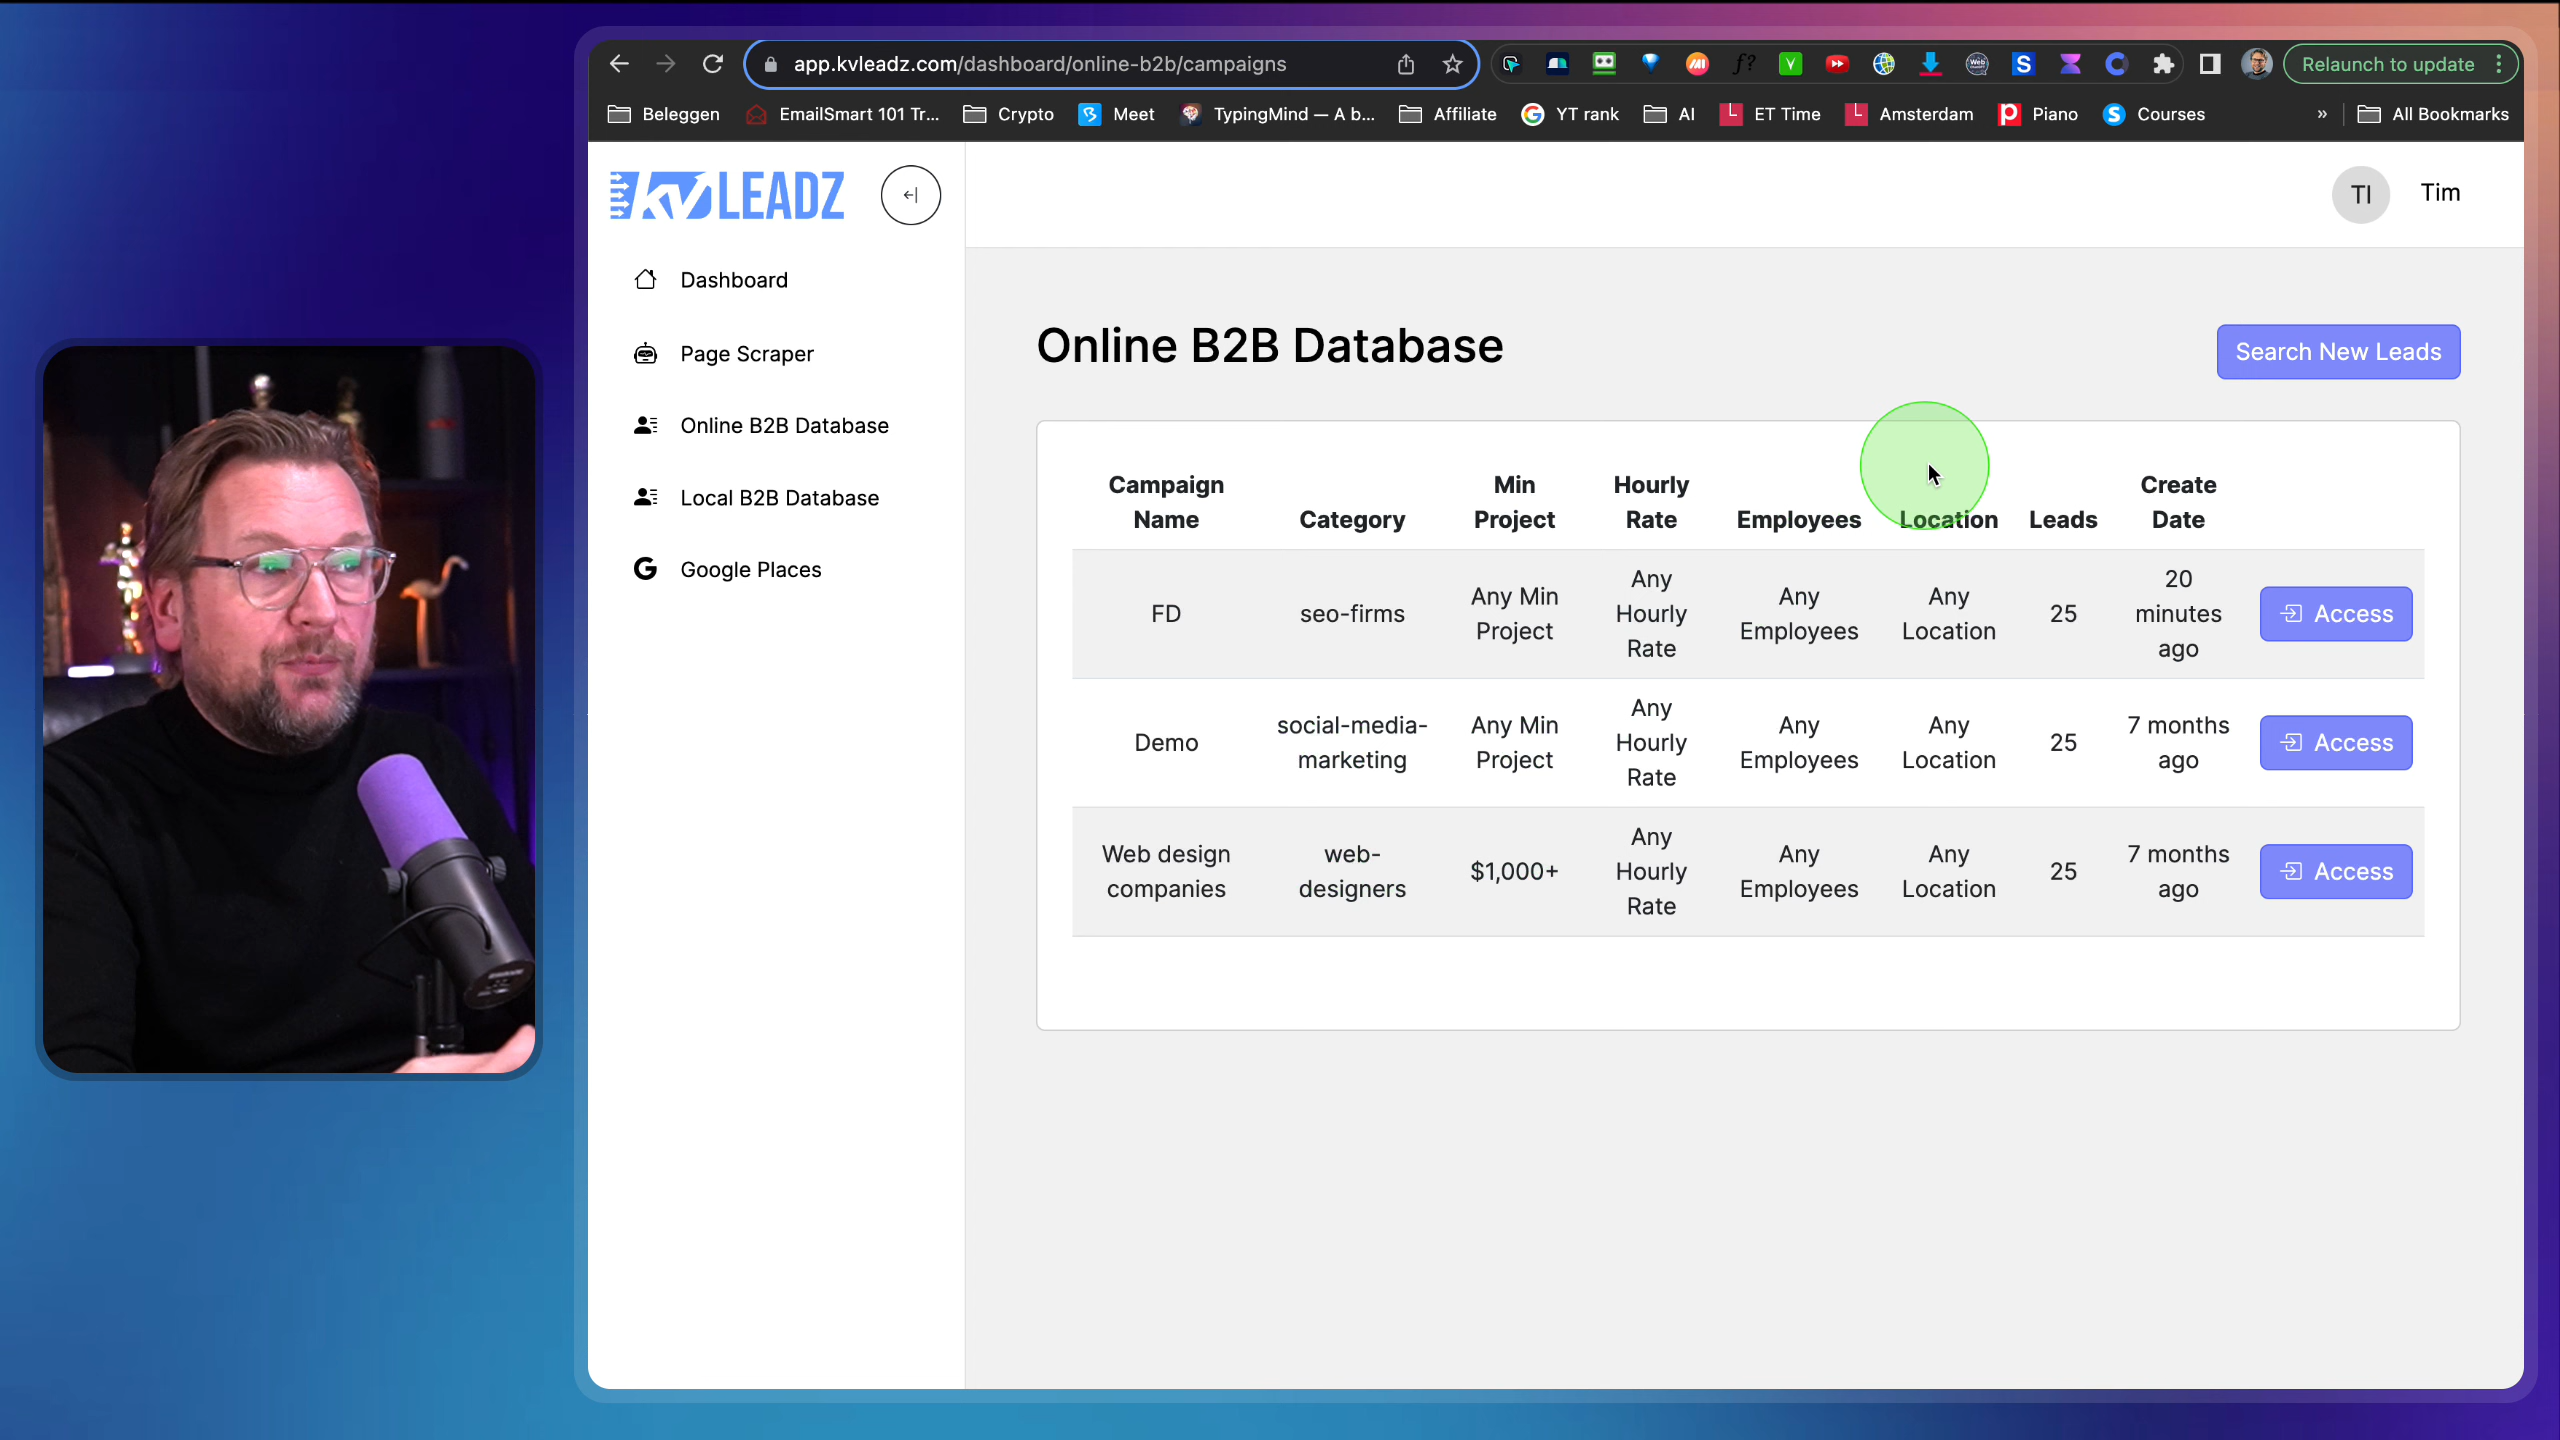 app.kvleadz.com/dashboard/online-b2b/campaigns
Relaunch to update
Beleggen
EmailSmart 101 Tr...
Crypto
Meet
TypingMind — A b...
Affiliate
YT rank
AI
ET Time
Amsterdam
Piano
Courses
»
All Bookmarks
kv LEADZ
TI
Tim
Dashboard
Page Scraper
Online B2B Database
Local B2B Database
Google Places
Online B2B Database
Search New Leads
Campaign
Name
Category
Min
Project
Hourly
Rate
Employees
Location
Leads
Create
Date
FD
seo-firms
Any Min
Project
Any
Hourly
Rate
Any
Employees
Any
Location
25
20
minutes
ago
Access
Demo
social-media-
marketing
Any Min
Project
Any
Hourly
Rate
Any
Employees
Any
Location
25
7 months
ago
Access
Web design
companies
web-
designers
$1,000+
Any
Hourly
Rate
Any
Employees
Any
Location
25
7 months
ago
Access